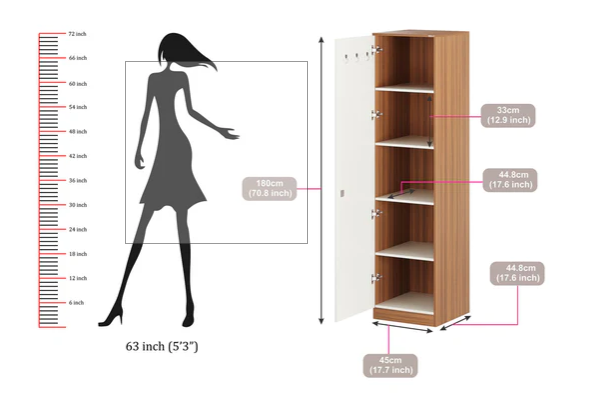 72 inch
66 inch
60 inch
54 inch
48 inch
42 inch
36 inch
30 inch
24 inch
18 inch
12 inch
6 inch
63 inch (5'3")
180cm
(70.8 inch)
33cm
(12.9 inch)
44.8cm
(17.6 inch)
44.8cm
(17.6 inch)
45cm
(17.7 inch)